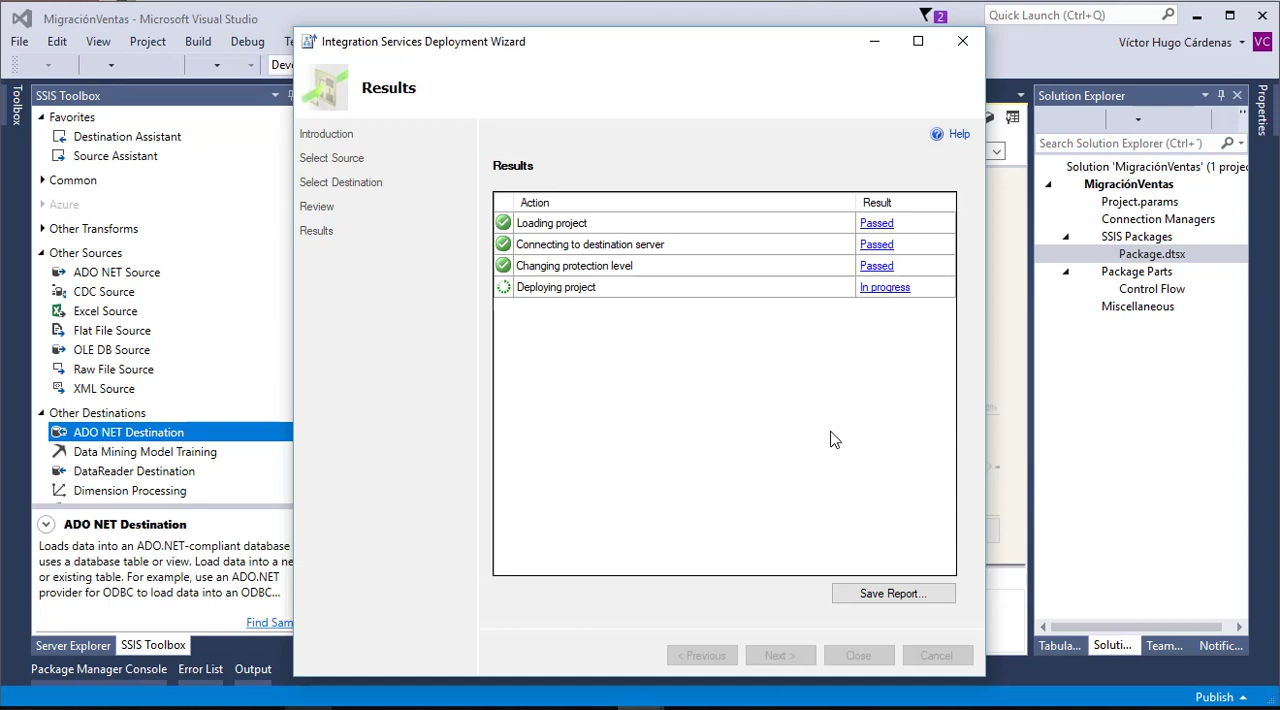 MigraciónVentas - Microsoft Visual Studio
2
Quick Launch (Ctrl+Q)
File Edit View Project Build Debug
Víctor Hugo Cárdenas VC
Integration Services Deployment Wizard
Results
Toolbox
SSIS Toolbox
Favorites
Destination Assistant
Source Assistant
Common
Azure
Other Transforms
Other Sources
ADO NET Source
CDC Source
Excel Source
Flat File Source
OLE DB Source
Raw File Source
XML Source
Other Destinations
ADO NET Destination
Data Mining Model Training
DataReader Destination
Dimension Processing
ADO NET Destination
Loads data into an ADO.NET-compliant database
uses a database table or view. Load data into a ne
or existing table. For example, use an ADO.NET
provider for ODBC to load data into an ODBC...
Find Sam
Server Explorer SSIS Toolbox
Package Manager Console Error List Output
Introduction
Select Source
Select Destination
Review
Results
Help
Results
Action Result
Loading project Passed
Connecting to destination server Passed
Changing protection level Passed
Deploying project In progress
Save Report...
< Previous Next > Close Cancel
Solution Explorer
Properties
Search Solution Explorer (Ctrl+´)
Solution 'MigraciónVentas' (1 projec
MigraciónVentas
Project.params
Connection Managers
SSIS Packages
Package.dtsx
Package Parts
Control Flow
Miscellaneous
Tabula... Soluti... Team... Notific...
Publish